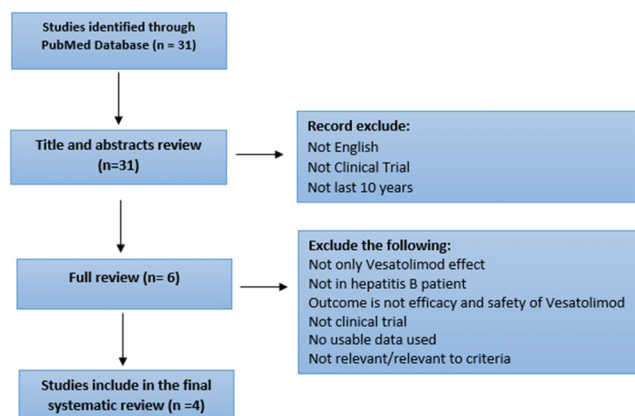 Studies identified through
PubMed Database (n = 31)
Title and abstracts review
(n=31)
Record exclude:
Not English
Not Clinical Trial
Not last 10 years
Full review (n= 6)
Exclude the following:
Not only Vesatolimod effect
Not in hepatitis B patient
Outcome is not efficacy and safety of Vesatolimod
Not clinical trial
No usable data used
Not relevant/relevant to criteria
Studies include in the final
systematic review (n =4)